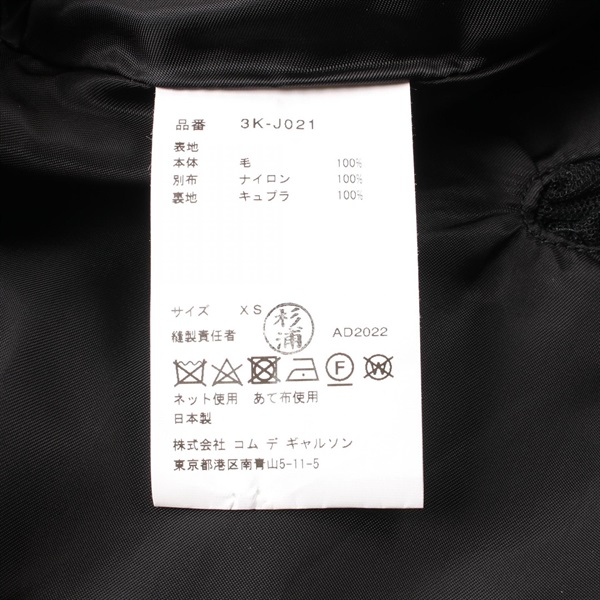 品番 3K-J021
表地
本体 毛 100%
別布 ナイロン 100%
裏地 キュプラ 100%
サイズ XS
杉浦
縫製責任者 AD2022
F W
ネット使用 あて布使用
日本製
株式会社 コム デ ギャルソン
東京都港区南青山5-11-5